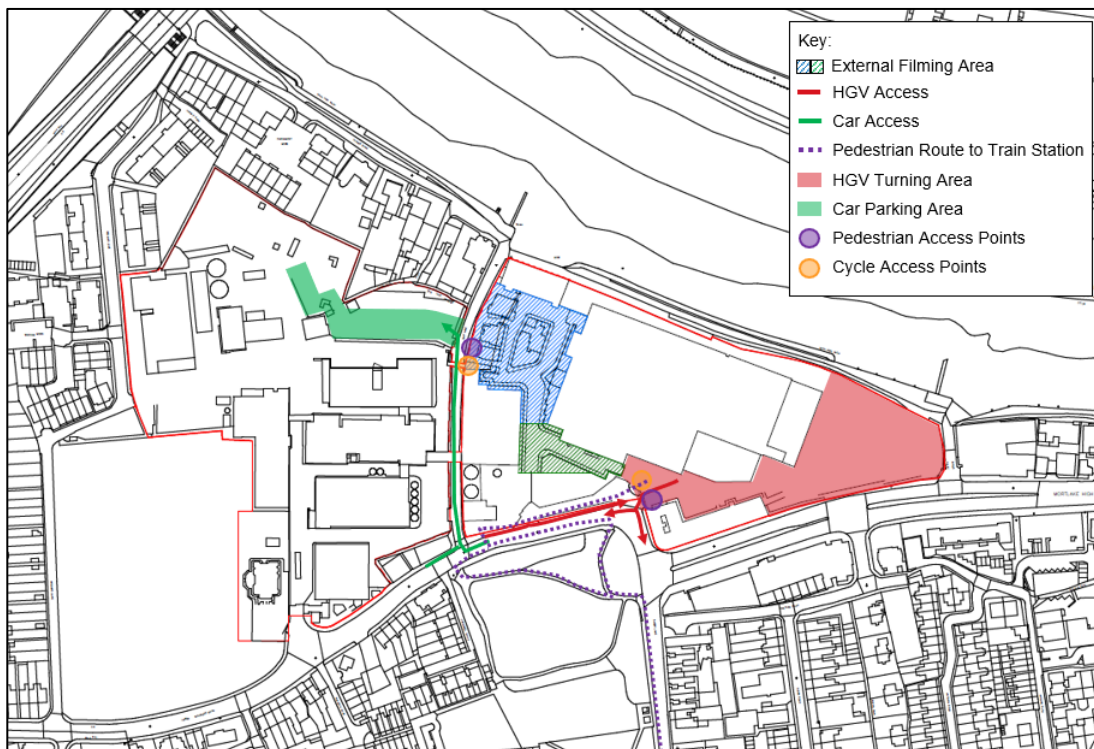 Key:
External Filming Area
HGV Access
Car Access
Pedestrian Route to Train Station
HGV Turning Area
Car Parking Area
Pedestrian Access Points
Cycle Access Points
MORTLAKE HIGH